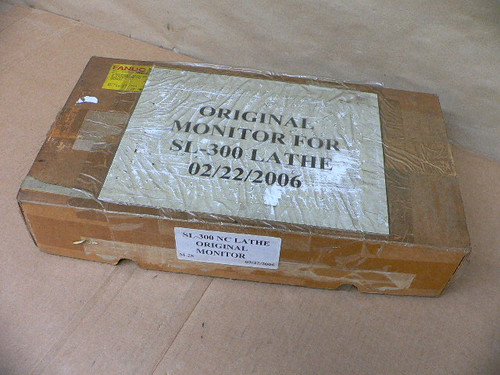 FANUC
ORIGINAL
MONITOR FOR
SL-300 LATHE
02/22/2006
SL-300 NC LATHE
ORIGINAL
MONITOR